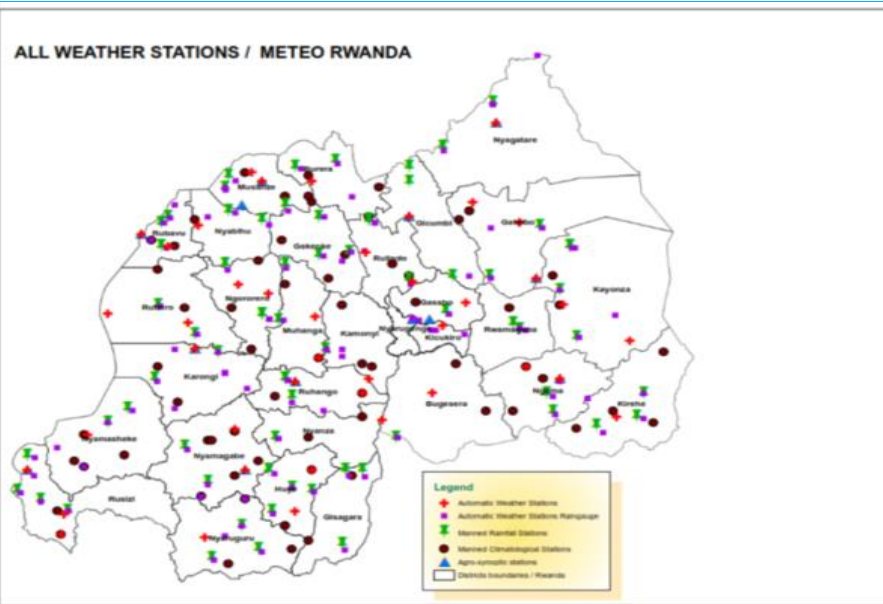 ALL WEATHER STATIONS / METEO RWANDA
Nyagatare
Burera
Musanze
Gicumbi
Gatsibo
Rubavu
Nyabihu
Gakenke
Rulindo
Kayonza
Ngororero
Rutsiro
Gasabo
Muhanga
Kamonyi
Nyarugenge
Kicukiro
Rwamagana
Karongi
Ruhango
Bugesera
Ngoma
Kirehe
Nyamasheke
Nyanza
Nyamagabe
Rusizi
Huye
Gisagara
Nyaruguru
Legend
Automatic Weather Stations
Automatic Weather Stations Raingauge
Manned Rainfall Stations
Manned Climatological Stations
Agro-synoptic stations
Districts boundaries / Rwanda